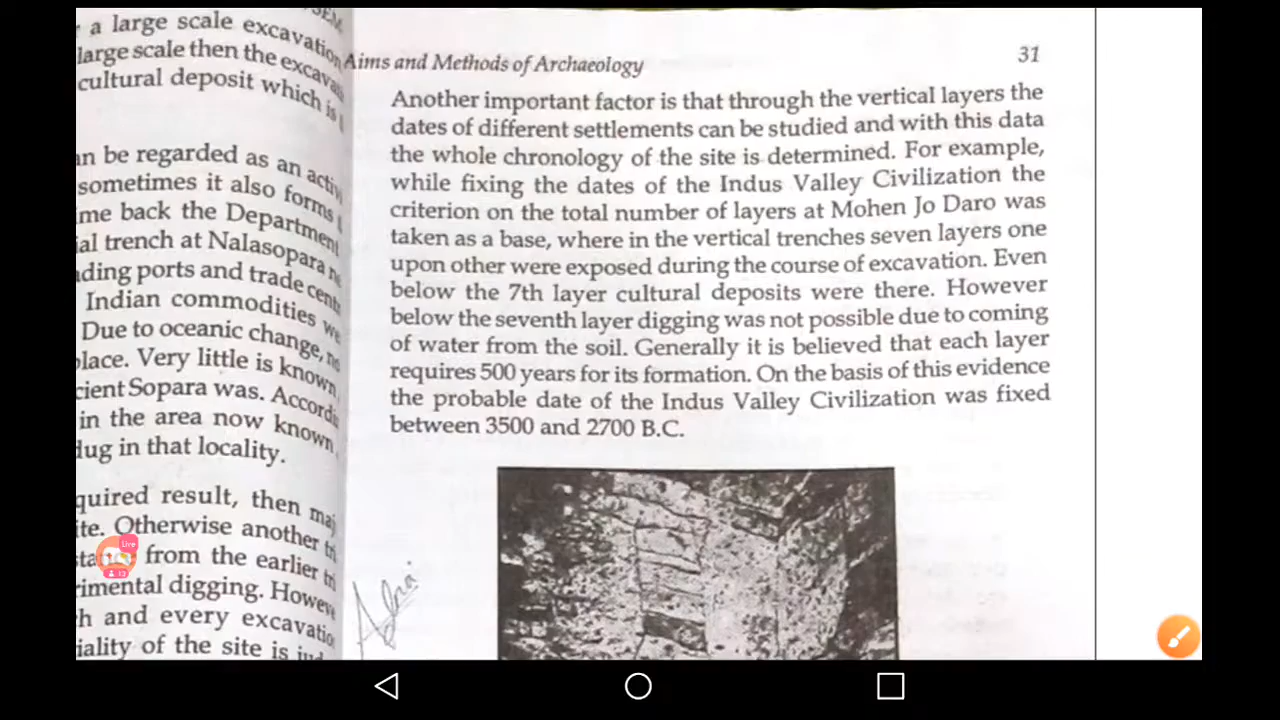 a large scale excavation
large scale then the
cultural deposit which is
an be regarded as an
sometimes it also forms
me back the Department
ial trench at Nalasopara
ding ports and trade
Indian commodities
Due to oceanic change,
place. Very little is known
cient Sopara was.
in the area now known
dug in that locality.
quired result, then
ite. Otherwise another
from the earlier
rimental digging.
h and every
iality of the site is
Live
13
Aims and Methods of Archaeology
31
Another important factor is that through the vertical layers the
dates of different settlements can be studied and with this data
the whole chronology of the site is determined. For example,
while fixing the dates of the Indus Valley Civilization the
criterion on the total number of layers at Mohen Jo Daro was
taken as a base, where in the vertical trenches seven layers one
upon other were exposed during the course of excavation. Even
below the 7th layer cultural deposits were there. However
below the seventh layer digging was not possible due to coming
of water from the soil. Generally it is believed that each layer
requires 500 years for its formation. On the basis of this evidence
the probable date of the Indus Valley Civilization was fixed
between 3500 and 2700 B.C.